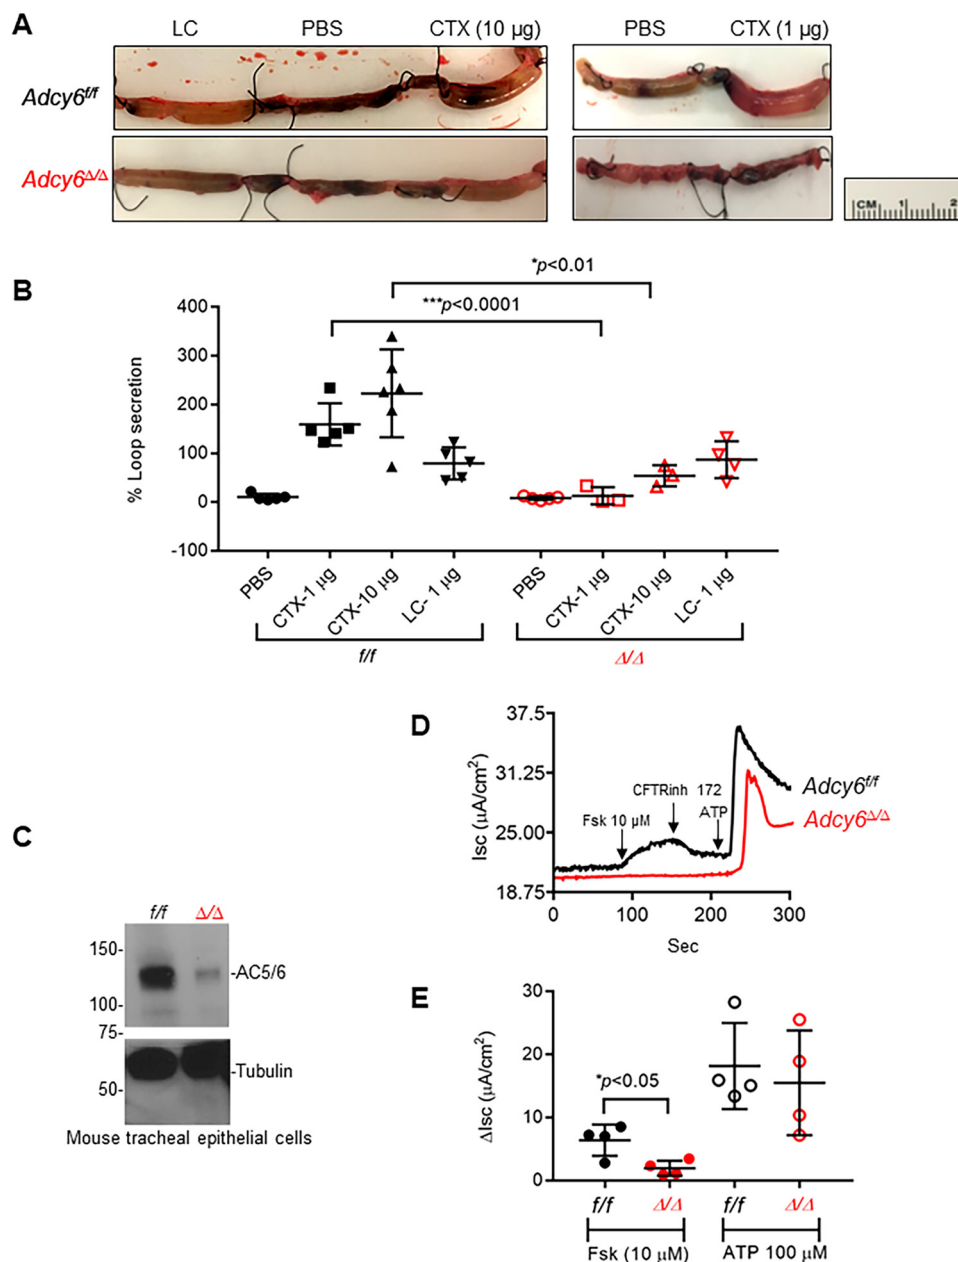 A
LC PBS CTX (10 µg) PBS CTX (1 µg)
Adcy6f/f
Adcy6Δ/Δ
CM 1 2
B
*p<0.01
***p<0.0001
400
300
200
100
0
-100
% Loop secretion
PBS
CTX-1 µg
CTX-10 µg
LC- 1 µg
PBS
CTX-1 µg
CTX-10 µg
LC- 1 µg
f/f
Δ/Δ
C
f/f Δ/Δ
150-
-AC5/6
100-
75-
-Tubulin
50-
Mouse tracheal epithelial cells
D
37.5
31.25
25.00
18.75
Isc (µA/cm²)
Fsk 10 µM
CFTRinh 172
ATP
Adcy6f/f
Adcy6Δ/Δ
0 100 200 300
Sec
E
30
20
10
0
ΔIsc (µA/cm²)
*p<0.05
f/f Δ/Δ f/f Δ/Δ
Fsk (10 µM) ATP 100 µM